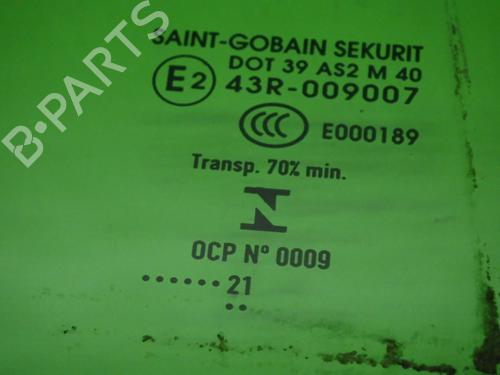 B-PARTS
SAINT-GOBAIN SEKURIT
DOT 39 AS2 M 40
E2 43R-009007
CCC E000189
Transp. 70% min.
OCP Nº 0009
...... 21
..